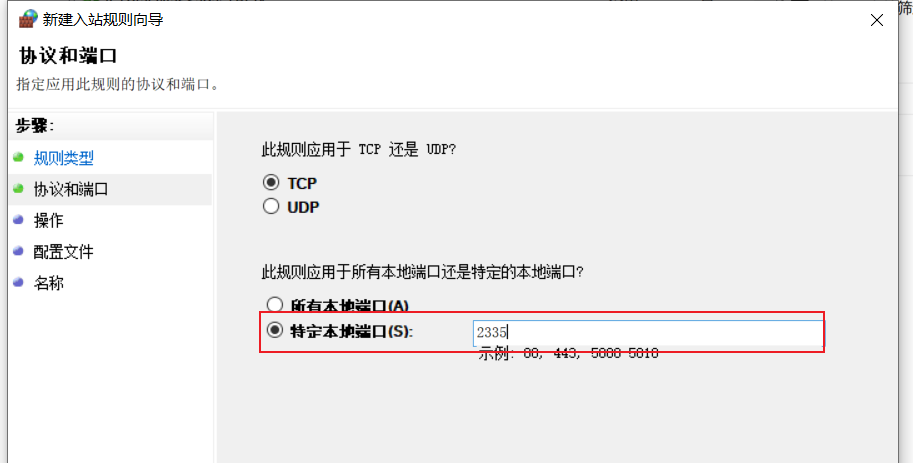 新建入站规则向导
筛
协议和端口
指定应用此规则的协议和端口。
步骤:
规则类型
协议和端口
操作
配置文件
名称
此规则应用于 TCP 还是 UDP?
TCP
UDP
此规则应用于所有本地端口还是特定的本地端口?
所有本地端口(A)
特定本地端口(S):
2335
示例: 80, 443, 5000-5010